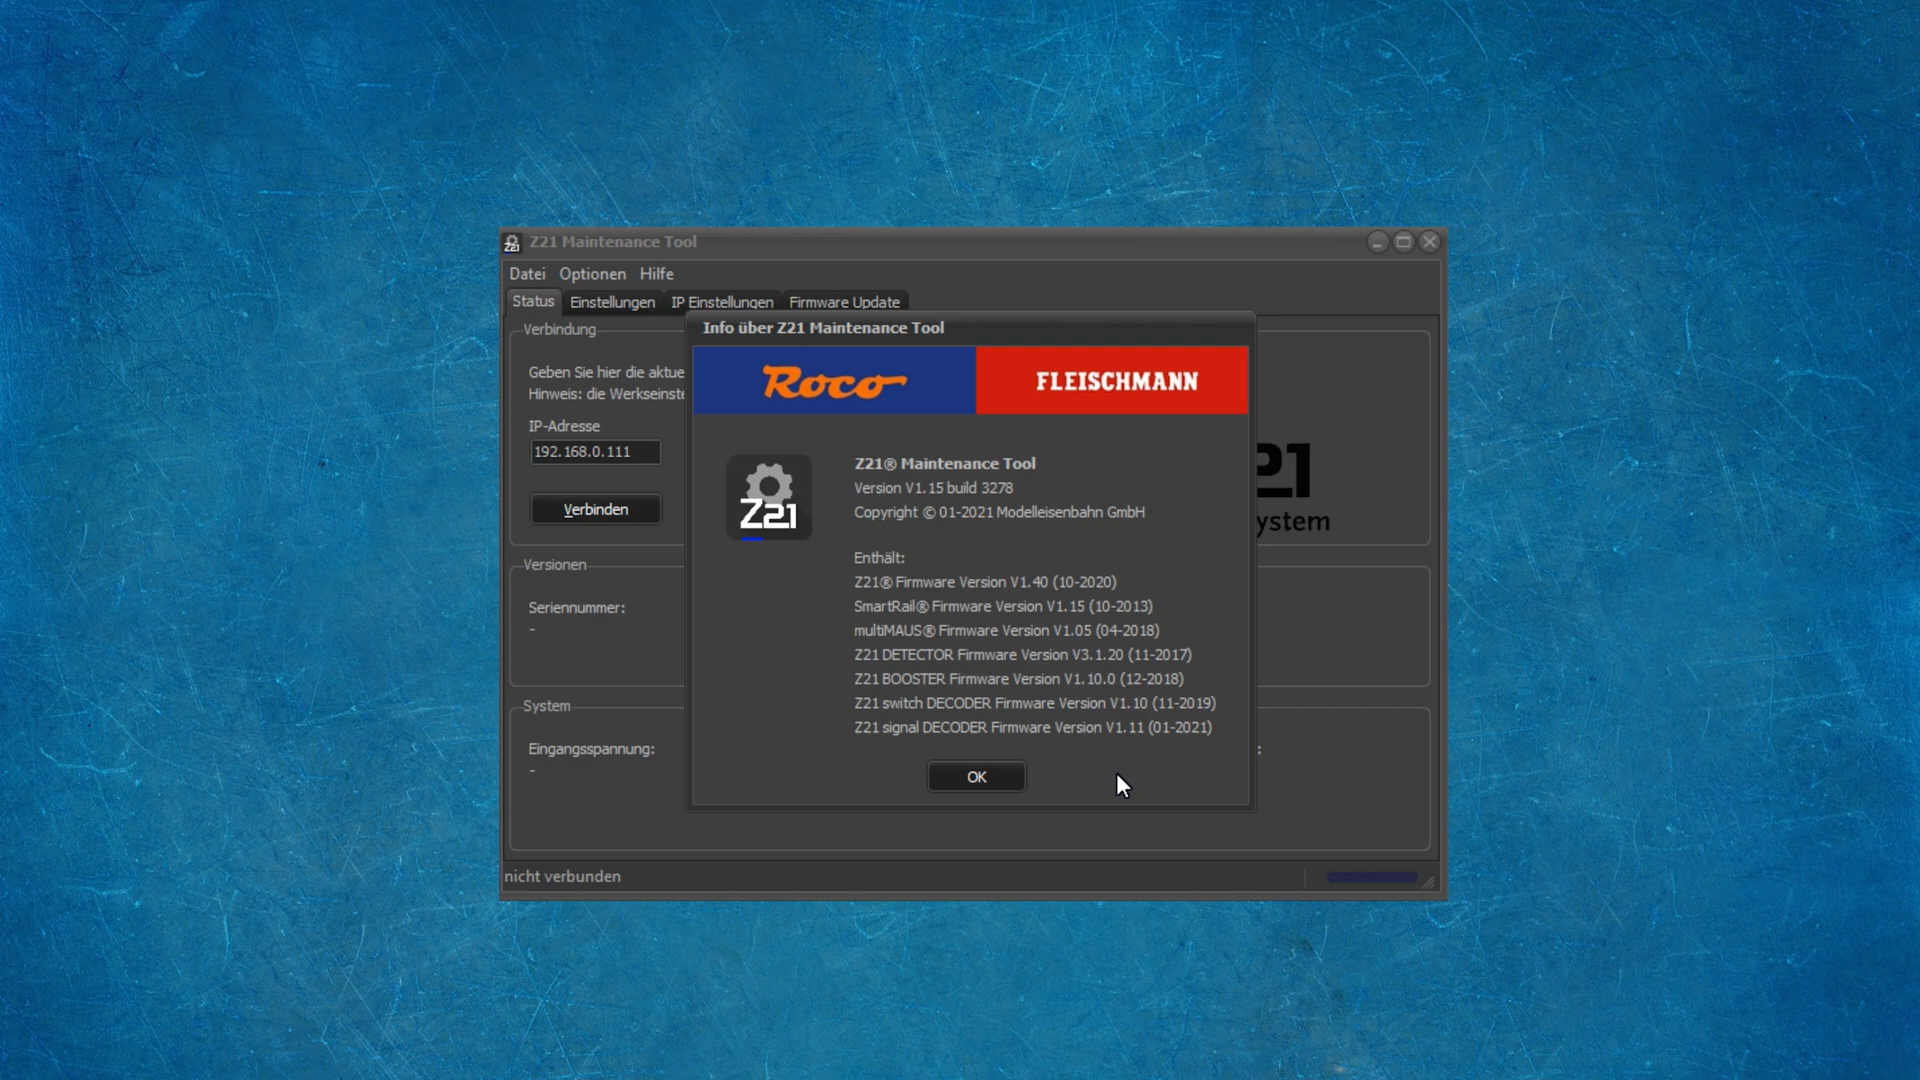 Z21 Maintenance Tool
Datei Optionen Hilfe
Status Einstellungen IP Einstellungen Firmware Update
Verbindung
Geben Sie hier die aktue
Hinweis: die Werkseinste
IP-Adresse
192.168.0.111
Verbinden
Versionen
Seriennummer:
-
System
Eingangsspannung:
-
:
nicht verbunden
21
ystem
Info über Z21 Maintenance Tool
Roco FLEISCHMANN
Z21
Z21® Maintenance Tool
Version V1.15 build 3278
Copyright © 01-2021 Modelleisenbahn GmbH
Enthält:
Z21® Firmware Version V1.40 (10-2020)
SmartRail® Firmware Version V1.15 (10-2013)
multiMAUS® Firmware Version V1.05 (04-2018)
Z21 DETECTOR Firmware Version V3.1.20 (11-2017)
Z21 BOOSTER Firmware Version V1.10.0 (12-2018)
Z21 switch DECODER Firmware Version V1.10 (11-2019)
Z21 signal DECODER Firmware Version V1.11 (01-2021)
OK